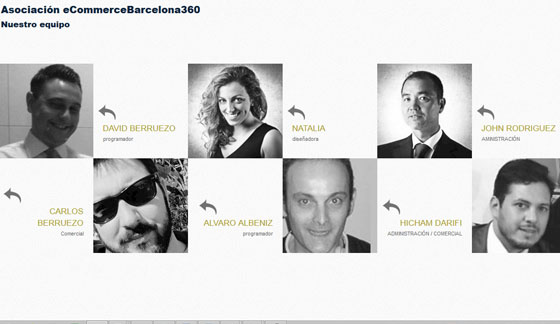 Asociación eCommerceBarcelona360
Nuestro equipo
DAVID BERRUEZO
programador
NATALIA
diseñadora
JOHN RODRIGUEZ
AMINISTRACIÓN
CARLOS
BERRUEZO
Comercial
ALVARO ALBENIZ
programador
HICHAM DARIFI
ADMINISTRACIÓN / COMERCIAL